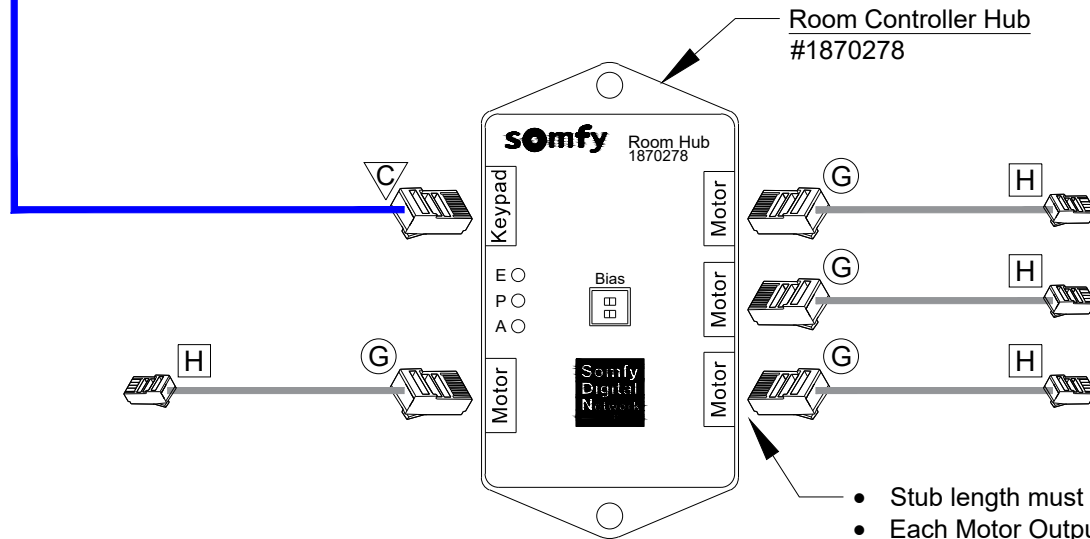 Room Controller Hub
#1870278
somfy
Room Hub
1870278
C
Keypad
Motor
G
H
E
P
A
Bias
Motor
G
H
H
G
Motor
Somfy
Digital
Network
Motor
G
H
• Stub length must
• Each Motor Outpu